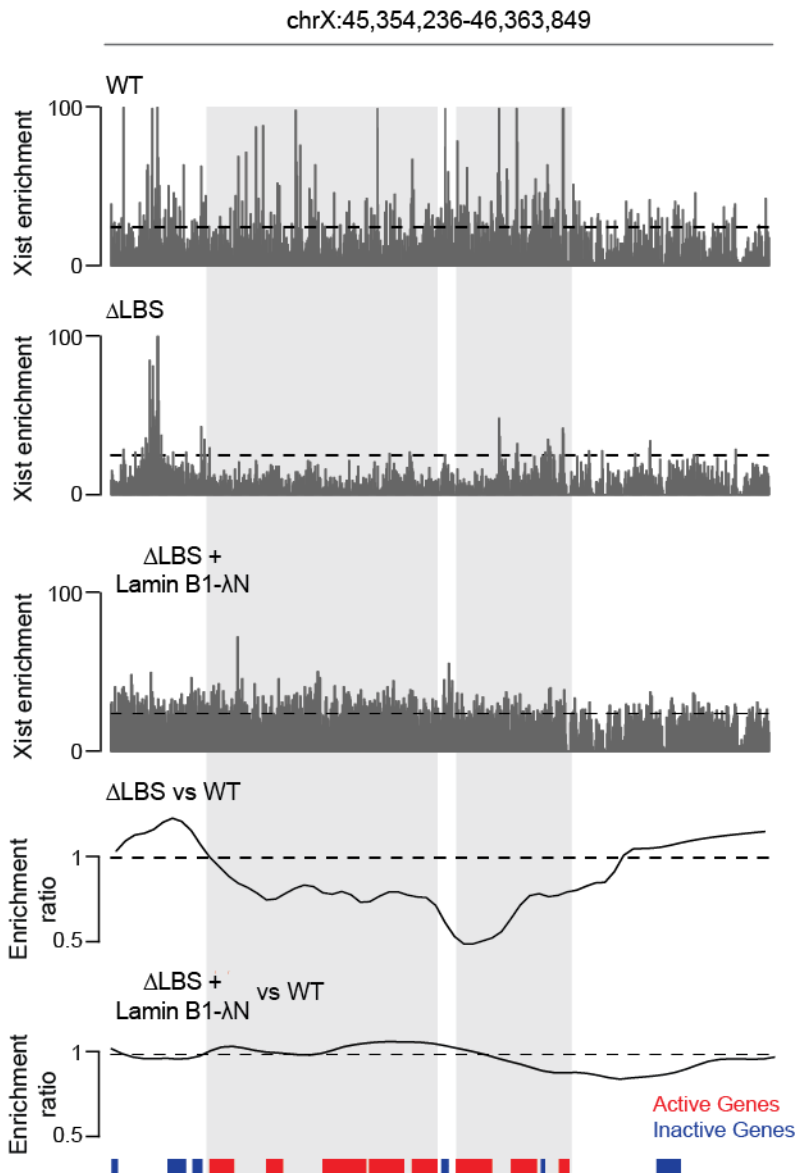 chrX:45,354,236-46,363,849
WT
Xist enrichment
100
0
ΔLBS
Xist enrichment
100
0
ΔLBS +
Lamin B1-λN
Xist enrichment
100
0
ΔLBS vs WT
Enrichment
ratio
1
0.5
ΔLBS +
Lamin B1-λN vs WT
Enrichment
ratio
1
0.5
Active Genes
Inactive Genes